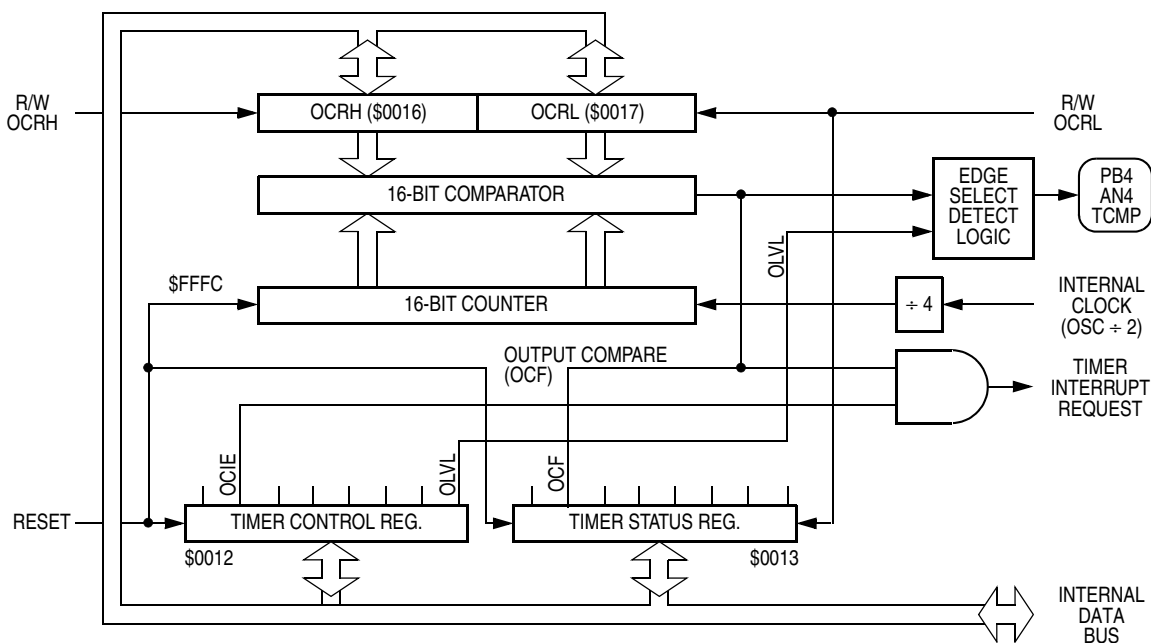 R/W
OCRH
OCRH ($0016)
OCRL ($0017)
R/W
OCRL
16-BIT COMPARATOR
EDGE
SELECT
DETECT
LOGIC
PB4
AN4
TCMP
OLVL
$FFFC
16-BIT COUNTER
÷ 4
INTERNAL
CLOCK
(OSC ÷ 2)
OUTPUT COMPARE
(OCF)
TIMER
INTERRUPT
REQUEST
OCIE
OLVL
OCF
RESET
TIMER CONTROL REG.
TIMER STATUS REG.
$0012
$0013
INTERNAL
DATA
BUS